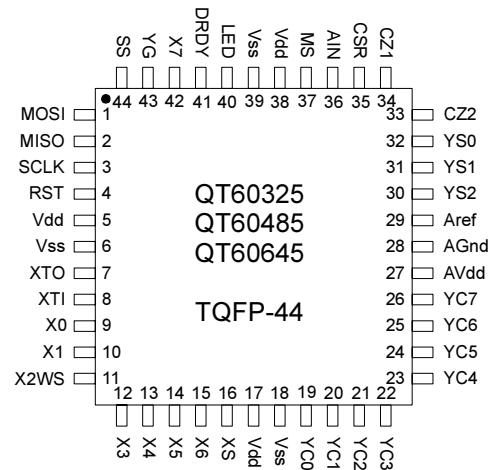 SS YG X7 DRDY LED Vss Vdd MS AIN CSR CZ1
44 43 42 41 40 39 38 37 36 35 34
MOSI 1
MISO 2
SCLK 3
RST 4
Vdd 5
Vss 6
XTO 7
XTI 8
X0 9
X1 10
X2WS 11
QT60325
QT60485
QT60645
TQFP-44
33 CZ2
32 YS0
31 YS1
30 YS2
29 Aref
28 AGnd
27 AVdd
26 YC7
25 YC6
24 YC5
23 YC4
12 13 14 15 16 17 18 19 20 21 22
X3 X4 X5 X6 XS Vdd Vss YC0 YC1 YC2 YC3